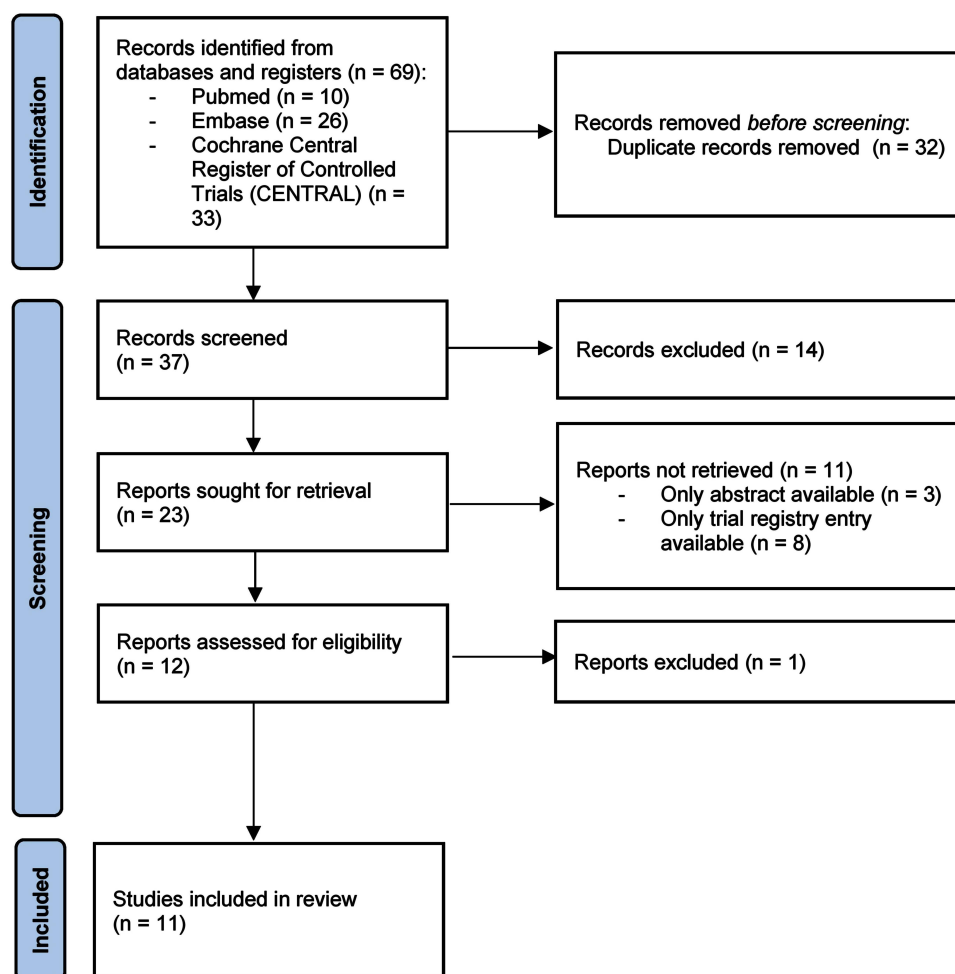 Identification
Records identified from
databases and registers (n = 69):
- Pubmed (n = 10)
- Embase (n = 26)
- Cochrane Central
Register of Controlled
Trials (CENTRAL) (n =
33)
Records removed before screening:
Duplicate records removed (n = 32)
Screening
Records screened
(n = 37)
Records excluded (n = 14)
Reports sought for retrieval
(n = 23)
Reports not retrieved (n = 11)
- Only abstract available (n = 3)
- Only trial registry entry
available (n = 8)
Reports assessed for eligibility
(n = 12)
Reports excluded (n = 1)
Included
Studies included in review
(n = 11)